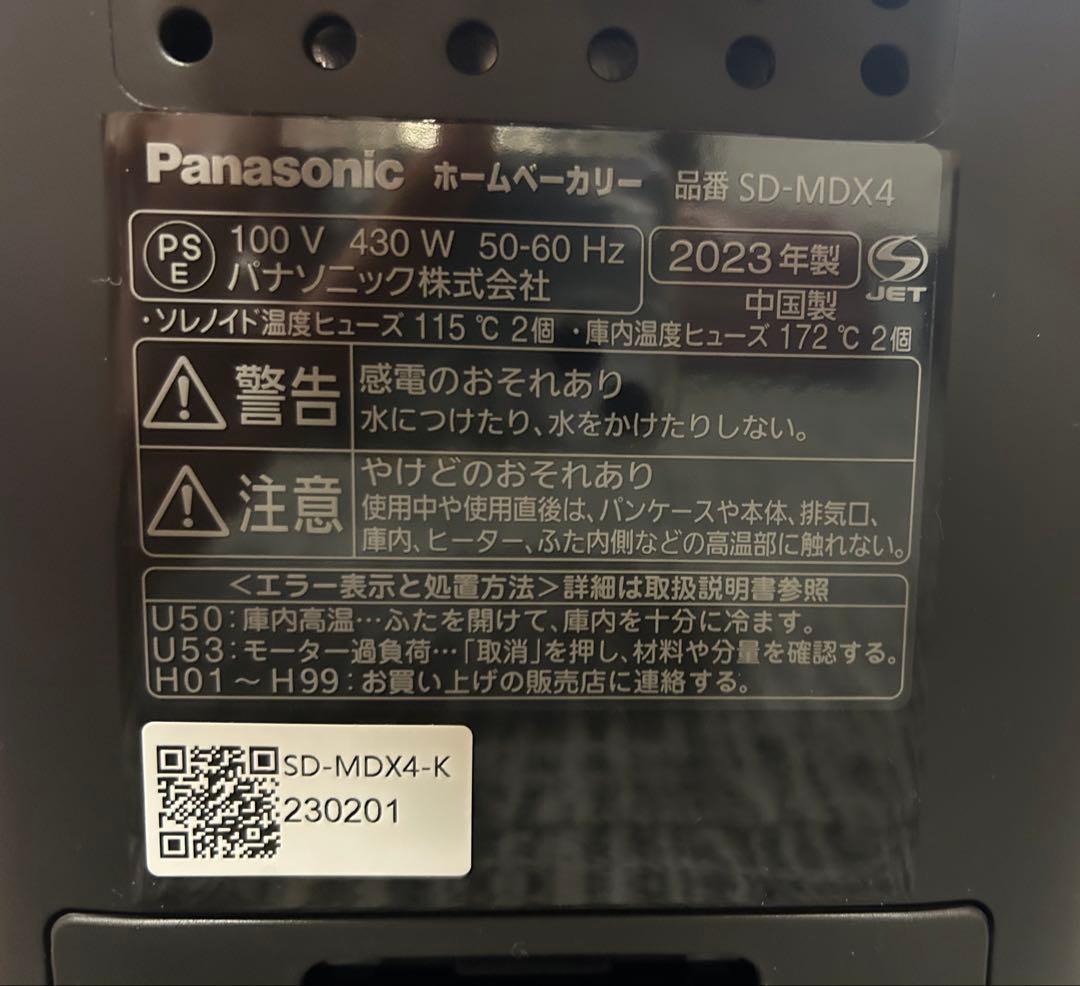 Panasonic ホームベーカリー 品番 SD-MDX4
PS
E
100 V 430 W 50-60 Hz
パナソニック株式会社
2023年製
中国製
JET
・ソレノイド温度ヒューズ 115 ℃ 2個 ・庫内温度ヒューズ 172 ℃ 2個
警告
感電のおそれあり
水につけたり、水をかけたりしない。
注意
やけどのおそれあり
使用中や使用直後は、パンケースや本体、排気口、
庫内、ヒーター、ふた内側などの高温部に触れない。
＜エラー表示と処置方法＞詳細は取扱説明書参照
U50：庫内高温…ふたを開けて、庫内を十分に冷ます。
U53：モーター過負荷…「取消」を押し、材料や分量を確認する。
H01～H99：お買い上げの販売店に連絡する。
SD-MDX4-K
230201